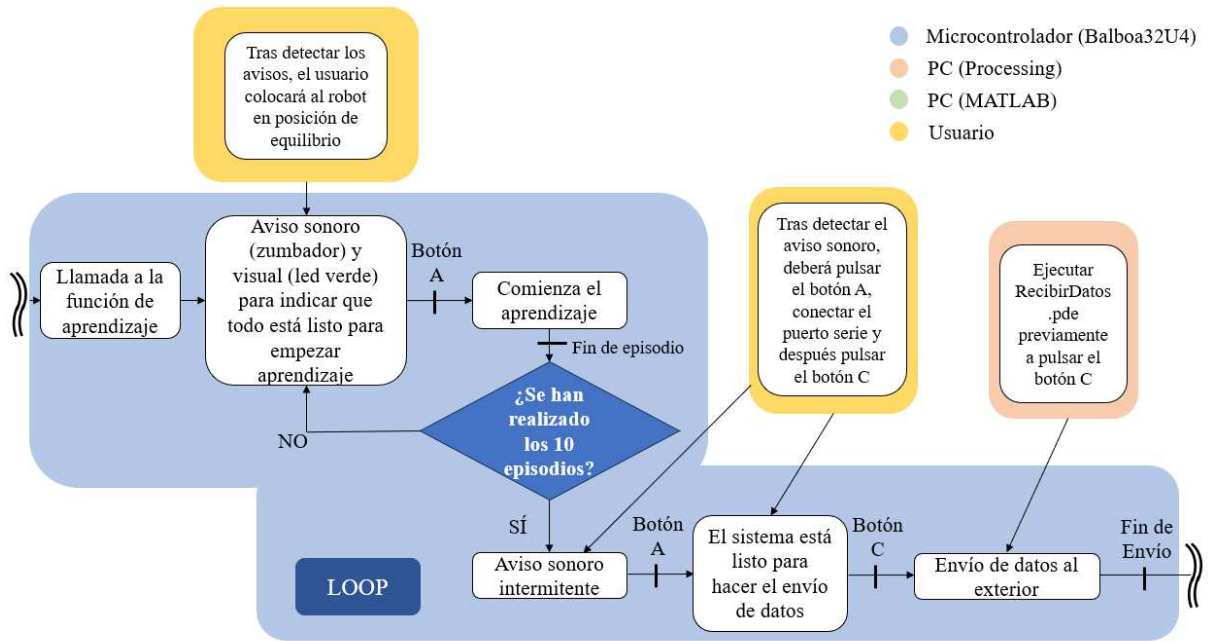 Tras detectar los
avisos, el usuario
colocará al robot
en posición de
equilibrio
Microcontrolador (Balboa32U4)
PC (Processing)
PC (MATLAB)
Usuario
Llamada a la
función de
aprendizaje
Aviso sonoro
(zumbador) y
visual (led verde)
para indicar que
todo está listo para
empezar
aprendizaje
Botón
A
Comienza el
aprendizaje
Fin de episodio
¿Se han
realizado
los 10
episodios?
NO
SÍ
Tras detectar el
aviso sonoro,
deberá pulsar
el botón A,
conectar el
puerto serie y
después pulsar
el botón C
Ejecutar
RecibirDatos
.pde
previamente
a pulsar el
botón C
LOOP
Aviso sonoro
intermitente
Botón
A
El sistema está
listo para
hacer el envío
de datos
Botón
C
Envío de datos al
exterior
Fin de
Envío